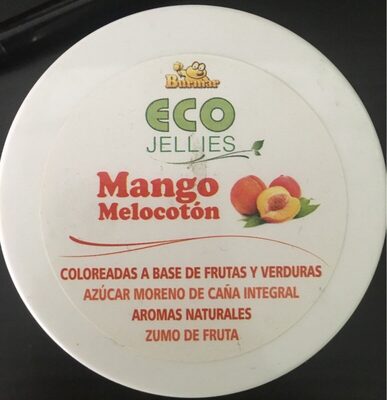 Burmar
ECO
JELLIES
Mango
Melocotón
COLOREADAS A BASE DE FRUTAS Y VERDURAS
AZÚCAR MORENO DE CAÑA INTEGRAL
AROMAS NATURALES
ZUMO DE FRUTA